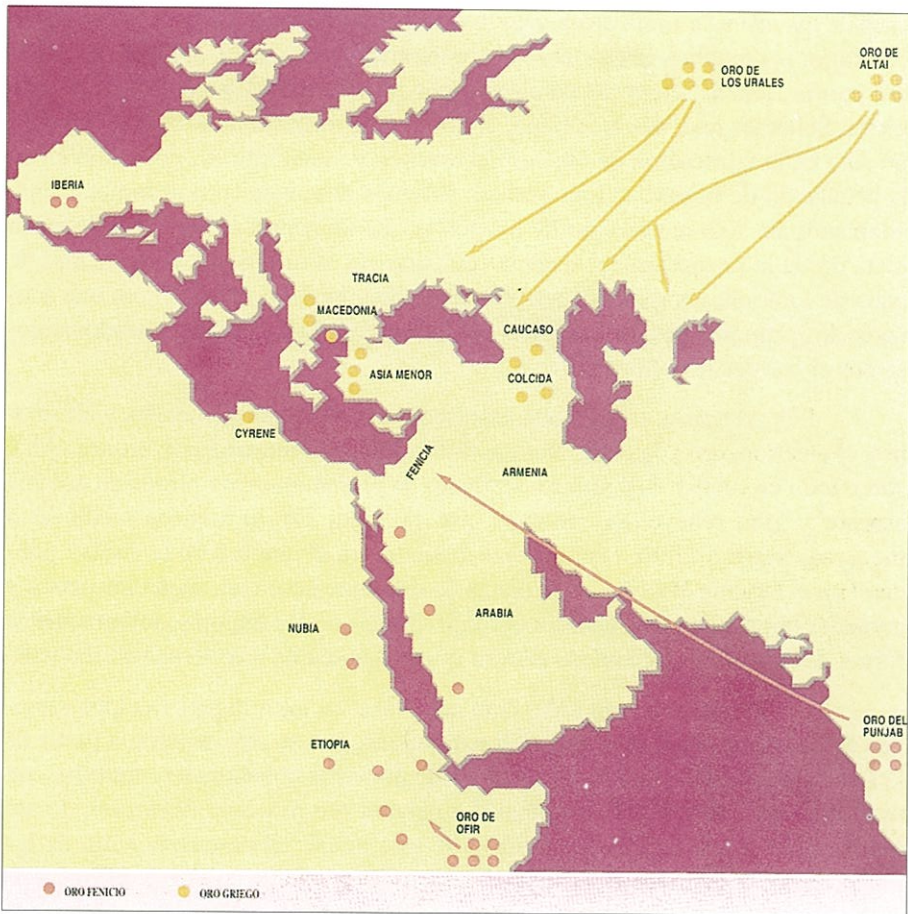 ORO DE
LOS URALES
ORO DE
ALTAI
IBERIA
TRACIA
MACEDONIA
CAUCASO
ASIA MENOR
COLCIDA
CYRENE
FENICIA
ARMENIA
NUBIA
ARABIA
ORO DEL
PUNJAB
ETIOPIA
ORO DE
OFIR
ORO FENICIO
ORO GRIEGO